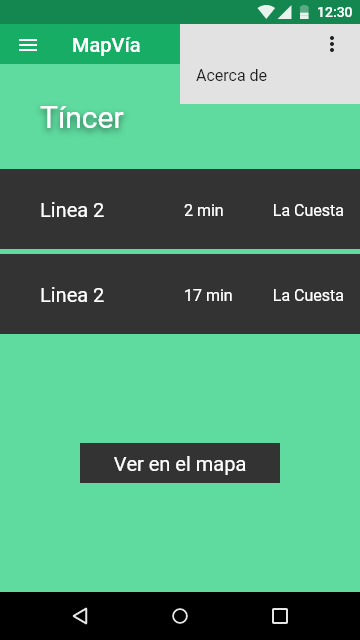 12:30
MapVía
Acerca de
Tíncer
Linea 2 2 min La Cuesta
Linea 2 17 min La Cuesta
Ver en el mapa